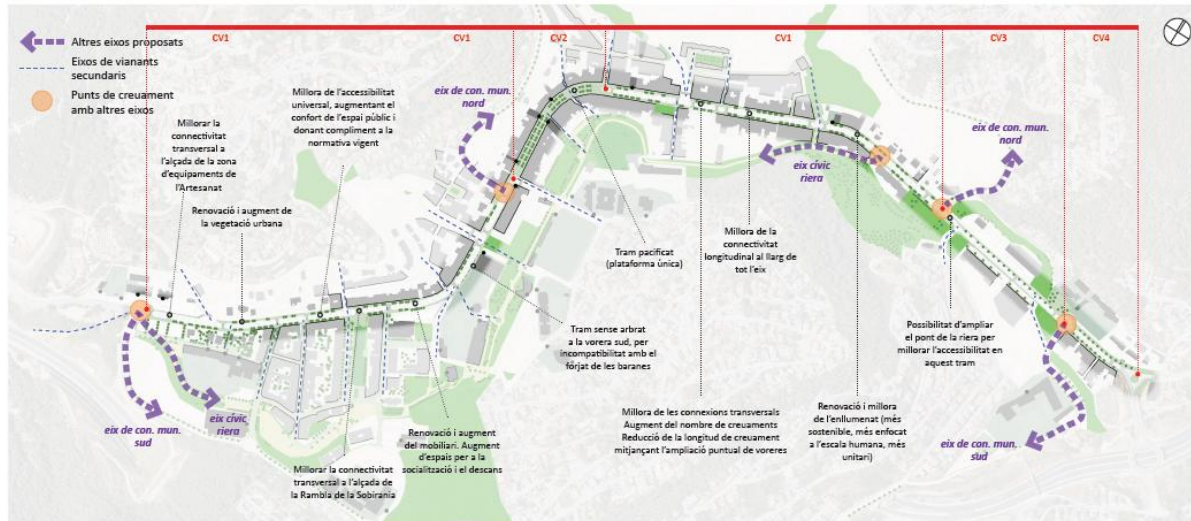 CV1
CV1
CV2
CV1
CV3
CV4
Altres eixos proposats
Eixos de vianants
secundaris
Punts de creuament
amb altres eixos
Millorar la
connectivitat
transversal a
l'alçada de la zona
d'equipaments de
l'Artesanat
Renovació i augment de
la vegetació urbana
Millora de l'accessibilitat
universal, augmentant el
confort de l'espai públic i
donant compliment a la
normativa vigent
eix de con. mun.
nord
eix cívic
riera
eix de con. mun.
nord
Tram pacificat
(plataforma única)
Millora de la
connectivitat
longitudinal al llarg de
tot l'eix
Tram sense arbrat
a la vorera sud, per
incompatibilitat amb el
forjat de les baranes
Possibilitat d'ampliar
el pont de la riera per
millorar l'accessibilitat en
aquest tram
eix de con. mun.
sud
eix cívic
riera
Millorar la connectivitat
transversal a l'alçada de
la Rambla de la Sobirania
Renovació i augment
del mobiliari. Augment
d'espais per a la
socialització i el descans
Millora de les connexions transversals
Augment del nombre de creuaments
Reducció de la longitud de creuament
mitjançant l'ampliació puntual de voreres
Renovació i millora
de l'enllumenat (més
sostenible, més enfocat
a l'escala humana, més
unitari)
eix de con. mun.
sud